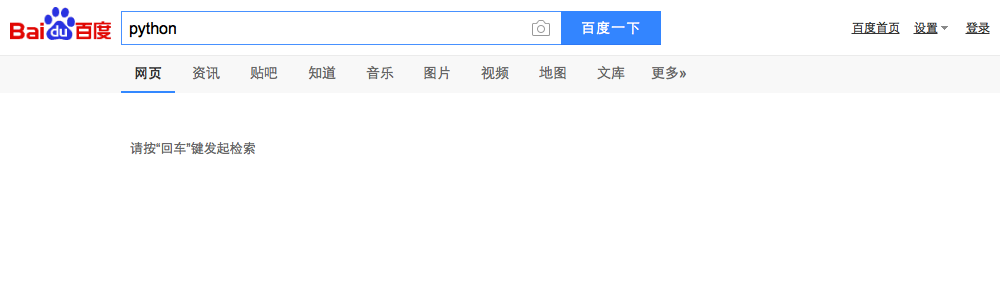 Bai du 百度 python 百度一下 百度首页 设置 登录
网页 资讯 贴吧 知道 音乐 图片 视频 地图 文库 更多»
请按“回车”键发起检索